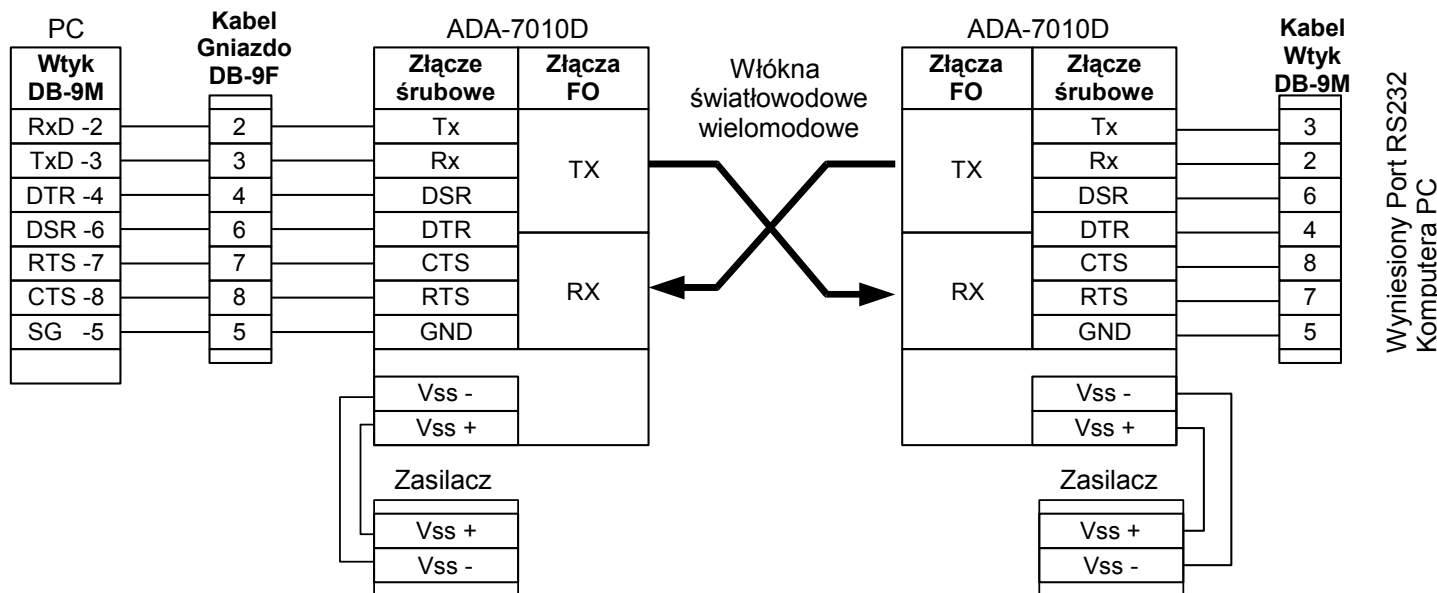 PC
Wtyk
DB-9M
RxD -2
TxD -3
DTR -4
DSR -6
RTS -7
CTS -8
SG -5
Kabel
Gniazdo
DB-9F
2
3
4
6
7
8
5
ADA-7010D
Złącze
śrubowe
Złącza
FO
Tx
Rx
DSR
DTR
CTS
RTS
GND
TX
RX
Vss -
Vss +
Zasilacz
Vss +
Vss -
Włókna
światłowodowe
wielomodowe
ADA-7010D
Złącza
FO
Złącze
śrubowe
TX
RX
Tx
Rx
DSR
DTR
CTS
RTS
GND
Vss -
Vss +
Zasilacz
Vss +
Vss -
Kabel
Wtyk
DB-9M
3
2
6
4
8
7
5
Wyniesiony Port RS232
Komputera PC